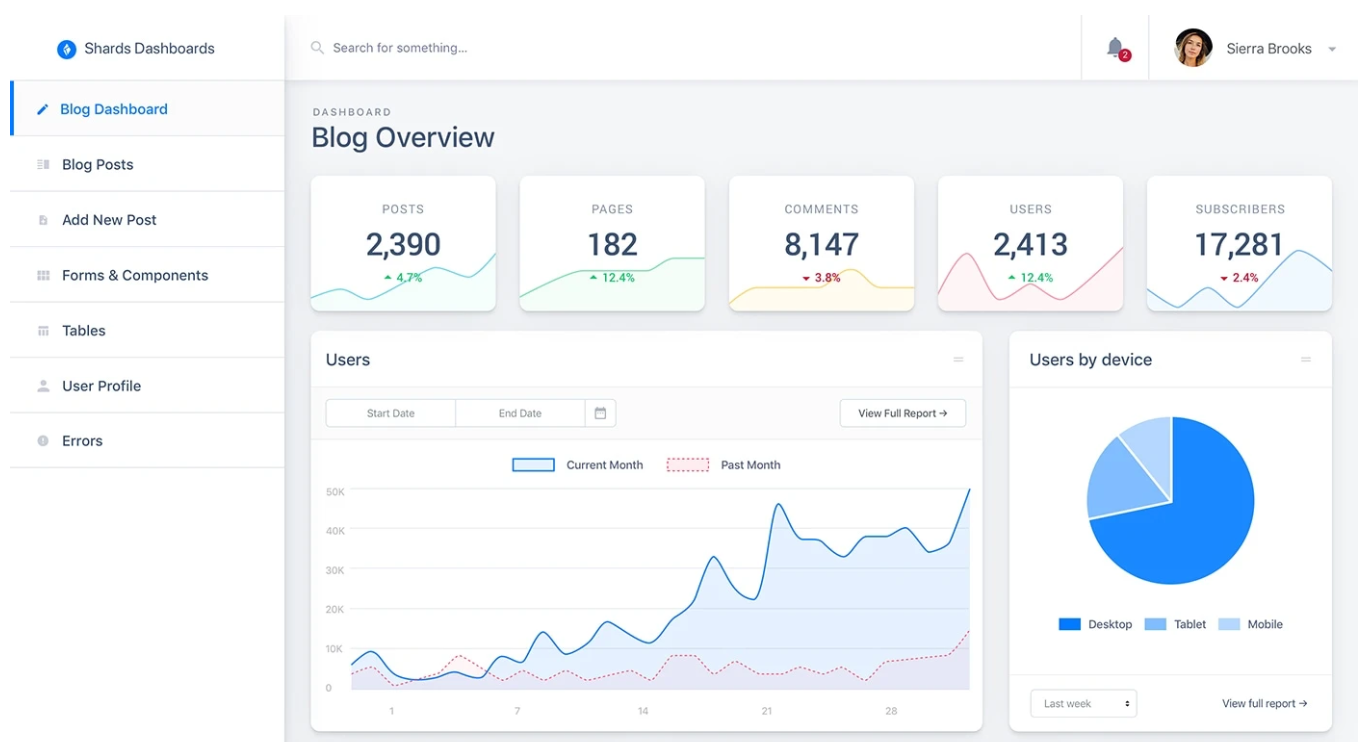 Shards Dashboards
Search for something...
2
Sierra Brooks
Blog Dashboard
Blog Posts
Add New Post
Forms & Components
Tables
User Profile
Errors
DASHBOARD
Blog Overview
POSTS
2,390
4.7%
PAGES
182
12.4%
COMMENTS
8,147
3.8%
USERS
2,413
12.4%
SUBSCRIBERS
17,281
2.4%
Users
Start Date End Date
View Full Report →
Current Month Past Month
50K
40K
30K
20K
10K
0
1 7 14 21 28
Users by device
Desktop Tablet Mobile
Last week
View full report →